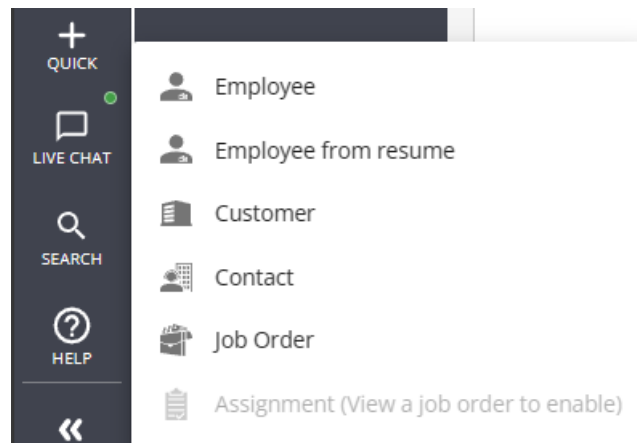 QUICK
LIVE CHAT
SEARCH
HELP
Employee
Employee from resume
Customer
Contact
Job Order
Assignment (View a job order to enable)